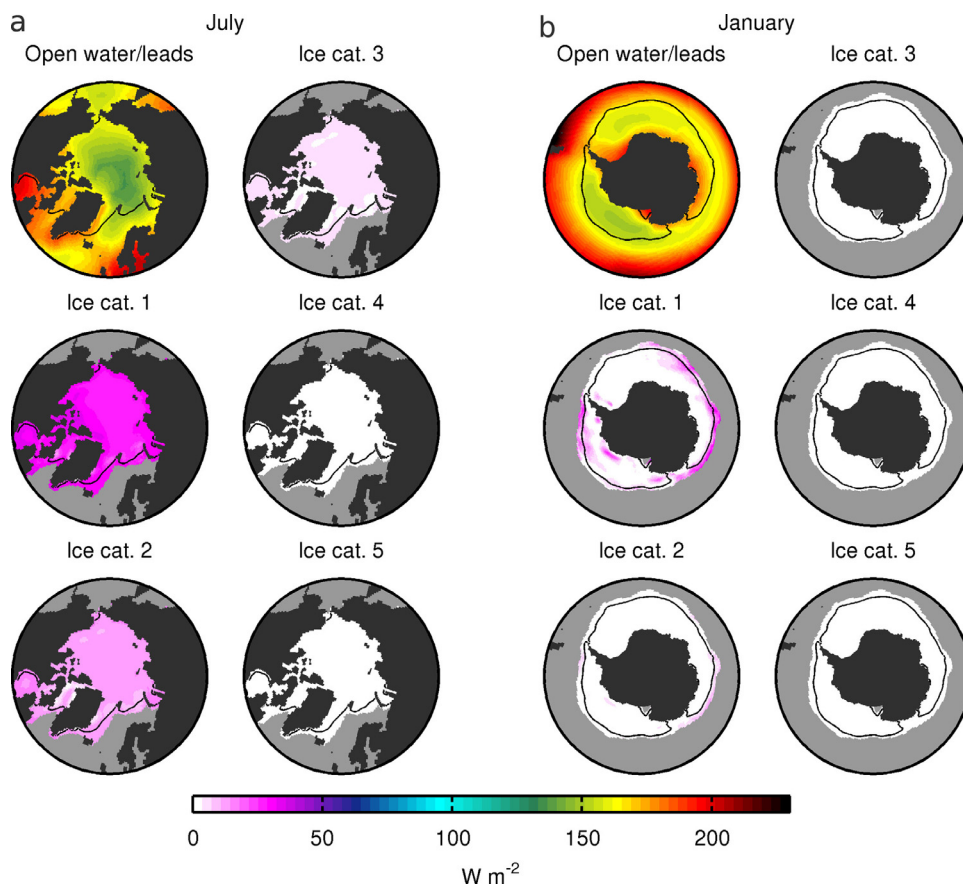 a
July
b
January
Open water/leads
Ice cat. 3
Open water/leads
Ice cat. 3
Ice cat. 1
Ice cat. 4
Ice cat. 1
Ice cat. 4
Ice cat. 2
Ice cat. 5
Ice cat. 2
Ice cat. 5
0 50 100 150 200
W m-2